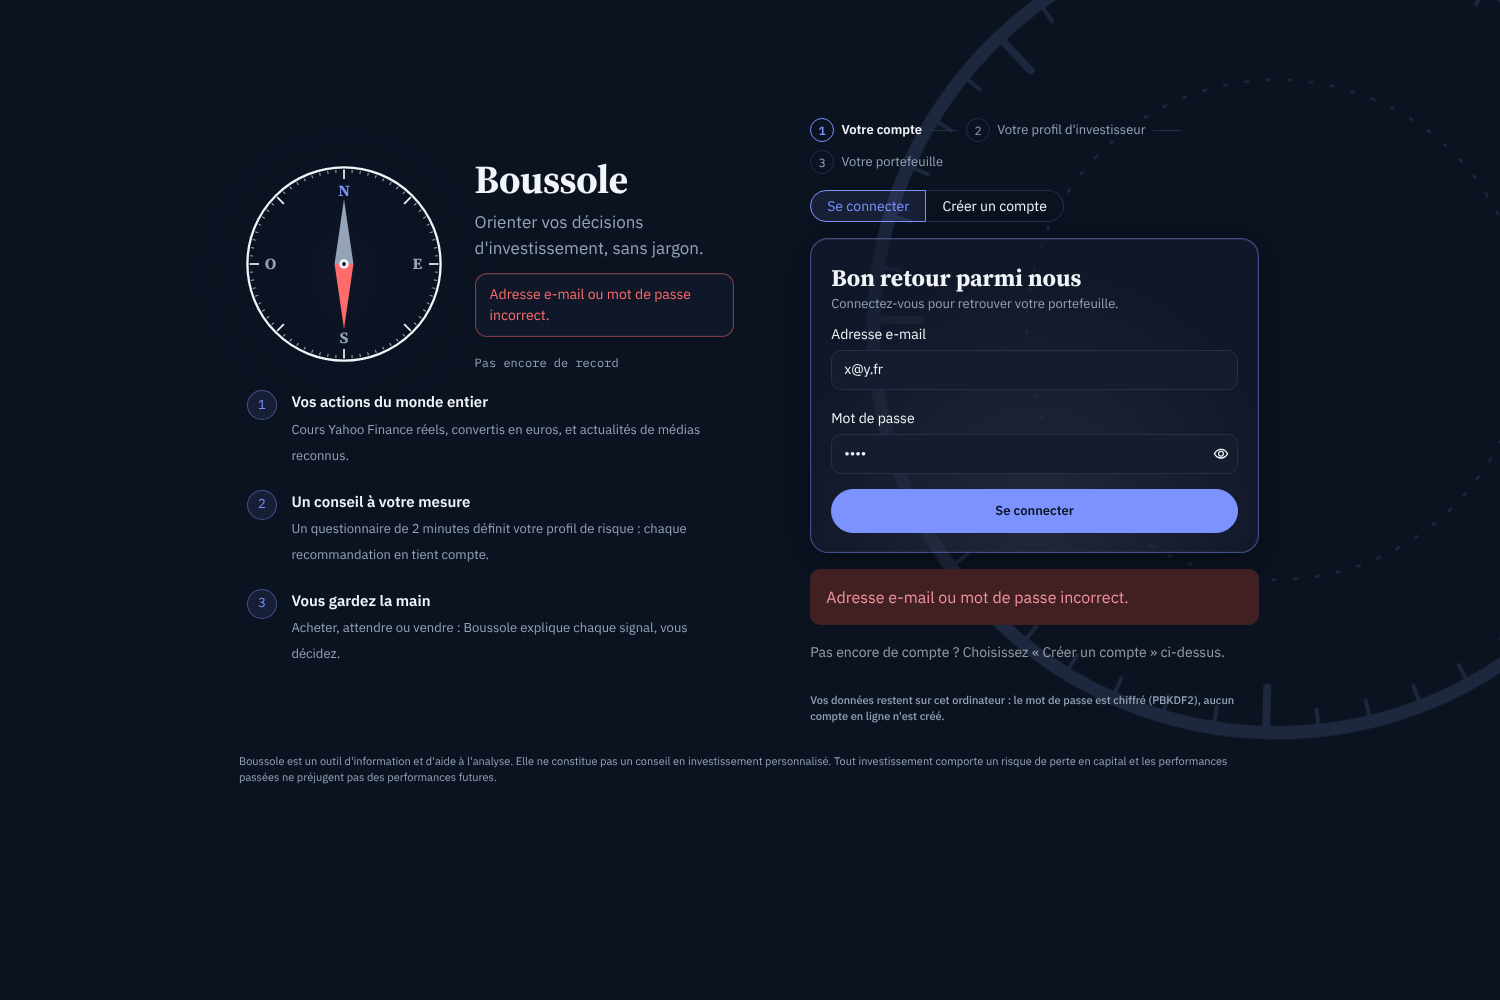 N
O
E
S
Boussole
Orienter vos décisions
d'investissement, sans jargon.
Adresse e-mail ou mot de passe
incorrect.
Pas encore de record
1
Vos actions du monde entier
Cours Yahoo Finance réels, convertis en euros, et actualités de médias
reconnus.
2
Un conseil à votre mesure
Un questionnaire de 2 minutes définit votre profil de risque : chaque
recommandation en tient compte.
3
Vous gardez la main
Acheter, attendre ou vendre : Boussole explique chaque signal, vous
décidez.
1 Votre compte 2 Votre profil d'investisseur
3 Votre portefeuille
Se connecter Créer un compte
Bon retour parmi nous
Connectez-vous pour retrouver votre portefeuille.
Adresse e-mail
x@y.fr
Mot de passe
••••
Se connecter
Adresse e-mail ou mot de passe incorrect.
Pas encore de compte ? Choisissez « Créer un compte » ci-dessus.
Vos données restent sur cet ordinateur : le mot de passe est chiffré (PBKDF2), aucun
compte en ligne n'est créé.
Boussole est un outil d'information et d'aide à l'analyse. Elle ne constitue pas un conseil en investissement personnalisé. Tout investissement comporte un risque de perte en capital et les performances
passées ne préjugent pas des performances futures.